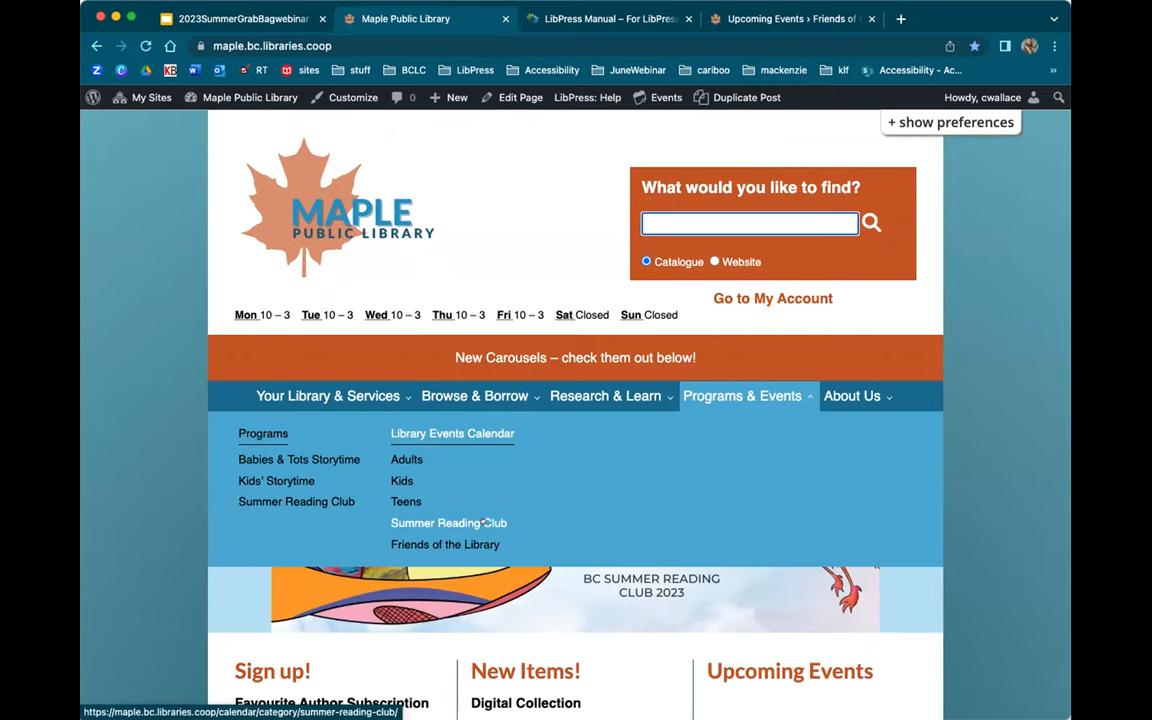 2023SummerGrabBagwebinar
Maple Public Library
LibPress Manual – For LibPress
Upcoming Events › Friends of
maple.bc.libraries.coop
RT
sites
stuff
BCLC
LibPress
Accessibility
JuneWebinar
cariboo
mackenzie
klf
Accessibility - Ac...
My Sites
Maple Public Library
Customize
0
New
Edit Page
LibPress: Help
Events
Duplicate Post
Howdy, cwallace
+ show preferences
MAPLE
PUBLIC LIBRARY
What would you like to find?
Catalogue Website
Go to My Account
Mon 10 – 3 Tue 10 – 3 Wed 10 – 3 Thu 10 – 3 Fri 10 – 3 Sat Closed Sun Closed
New Carousels – check them out below!
Your Library & Services Browse & Borrow Research & Learn Programs & Events About Us
Programs
Babies & Tots Storytime
Kids' Storytime
Summer Reading Club
Library Events Calendar
Adults
Kids
Teens
Summer Reading Club
Friends of the Library
BC SUMMER READING
CLUB 2023
Sign up!
Favourite Author Subscription
New Items!
Digital Collection
Upcoming Events
https://maple.bc.libraries.coop/calendar/category/summer-reading-club/